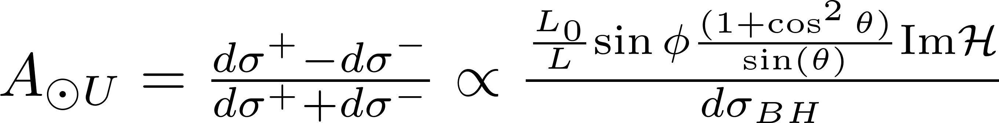 A_{\odot U} = \frac{d\sigma^+ - d\sigma^-}{d\sigma^+ + d\sigma^-} \propto \frac{\frac{L_0}{L} \sin\phi \frac{(1+\cos^2\theta)}{\sin(\theta)} \mathrm{Im}\mathcal{H}}{d\sigma_{BH}}